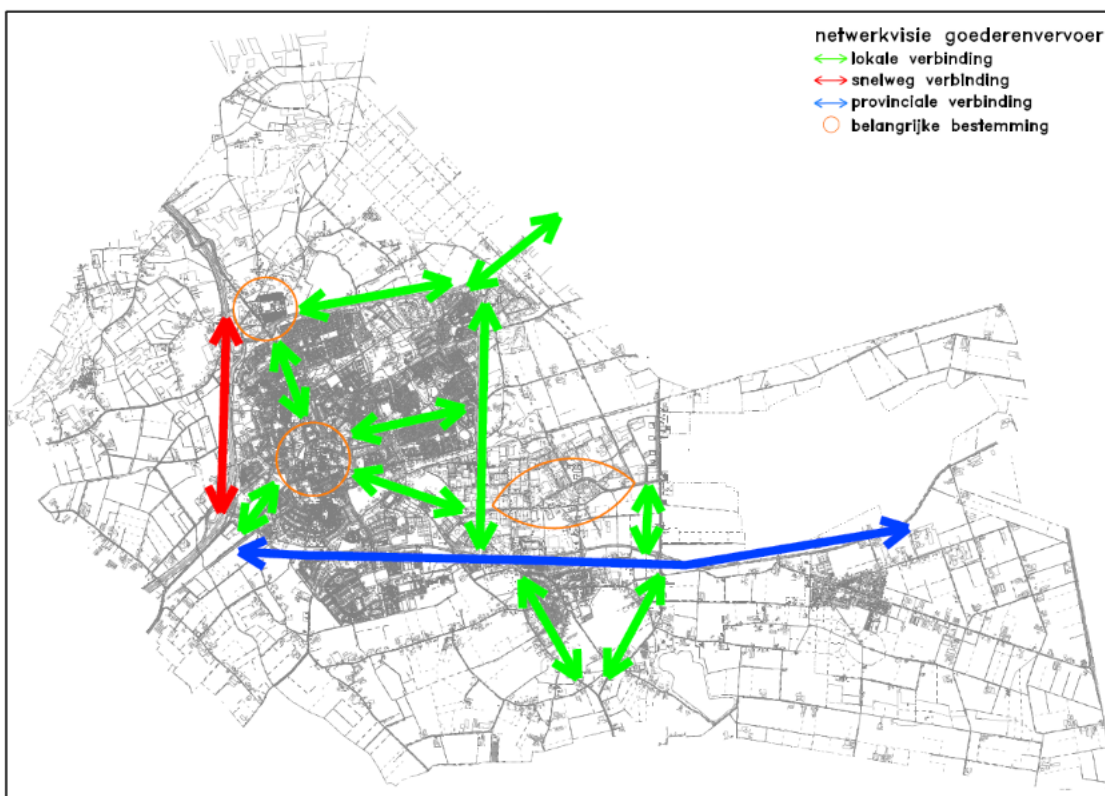 netwerkvisie goederenvervoer
lokale verbinding
snelweg verbinding
provinciale verbinding
belangrijke bestemming